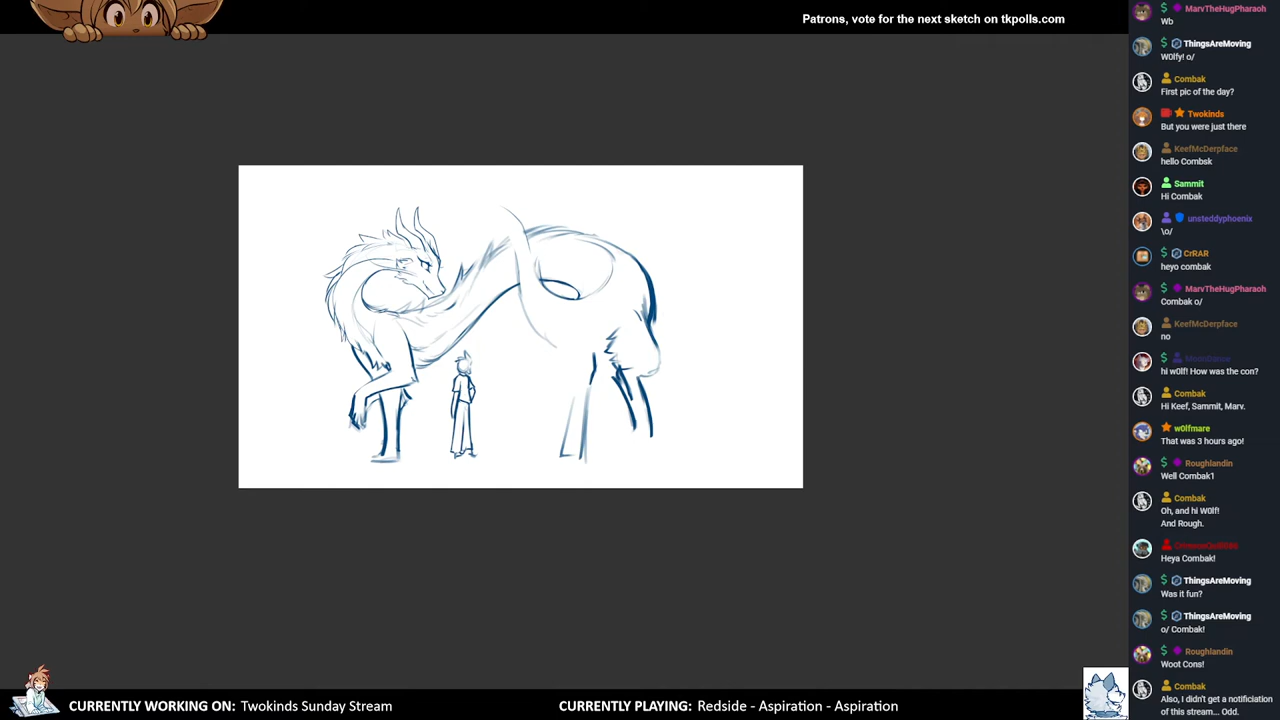 Patrons, vote for the next sketch on tkpolls.com
MarvTheHugPharaoh
Wb
ThingsAreMoving
W0lfy! o/
Combak
First pic of the day?
Twokinds
But you were just there
KeefMcDerpface
hello Combsk
Sammit
Hi Combak
unsteddyphoenix
\o/
CrRAR
heyo combak
MarvTheHugPharaoh
Combak o/
KeefMcDerpface
no
hi w0lf! How was the con?
Combak
Hi Keef, Sammit, Marv.
w0lfmare
That was 3 hours ago!
Roughlandin
Well Combak1
Combak
Oh, and hi W0lf!
And Rough.
Heya Combak!
ThingsAreMoving
Was it fun?
ThingsAreMoving
o/ Combak!
Roughlandin
Woot Cons!
Combak
Also, I didn't get a notificiation
of this stream... Odd.
CURRENTLY WORKING ON: Twokinds Sunday Stream
CURRENTLY PLAYING: Redside - Aspiration - Aspiration